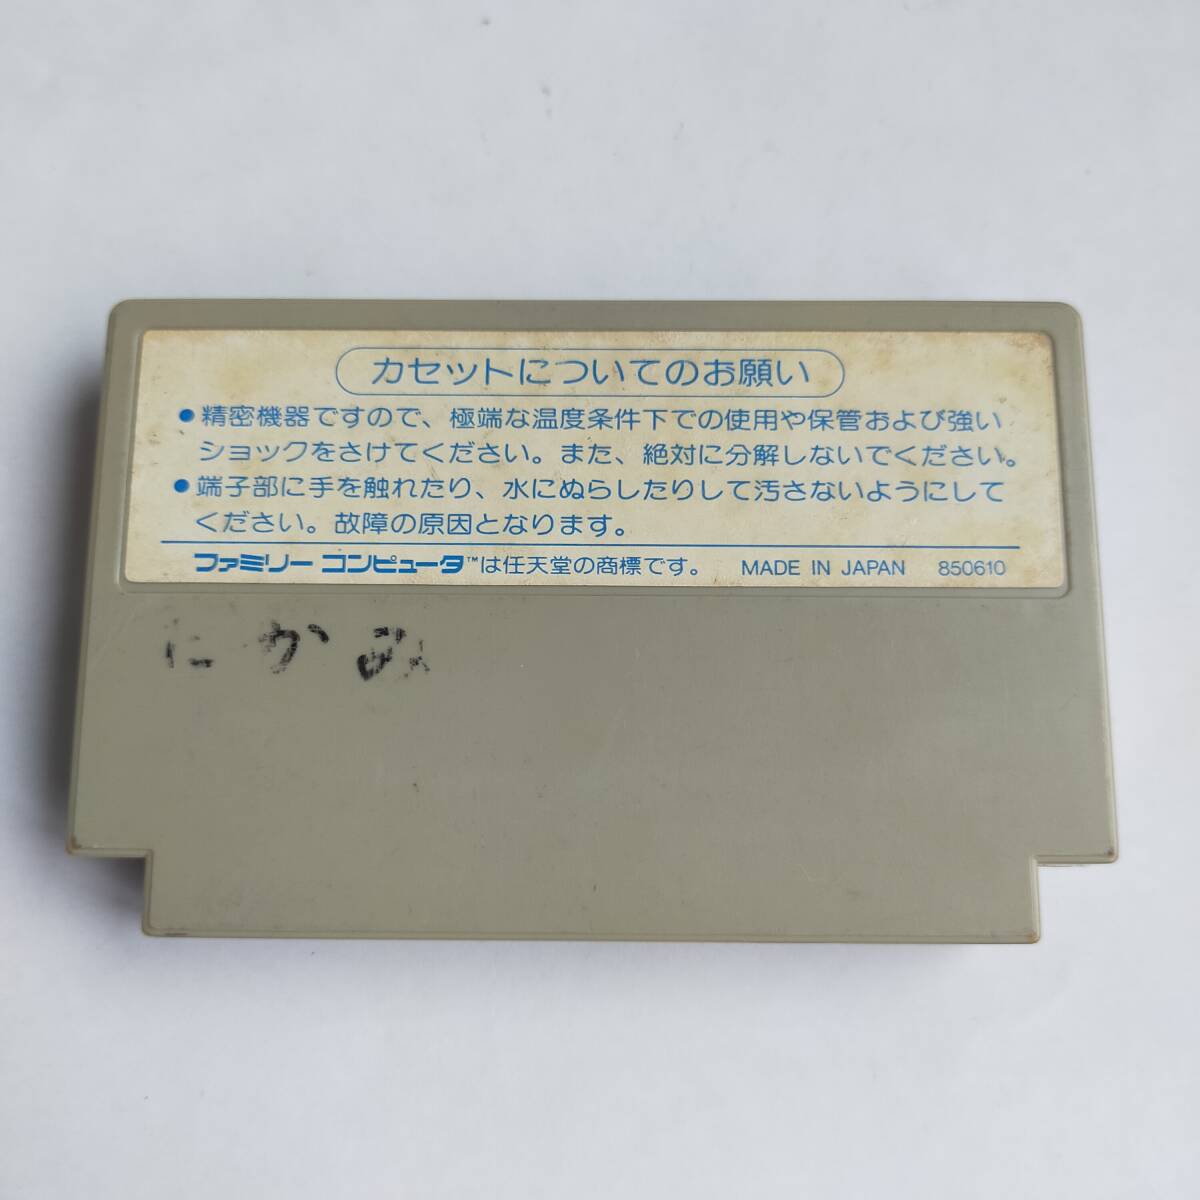 カセットについてのお願い
●精密機器ですので、極端な温度条件下での使用や保管および強い
ショックをさけてください。また、絶対に分解しないでください。
●端子部に手を触れたり、水にぬらしたりして汚さないようにして
ください。故障の原因となります。
ファミリーコンピュータ™は任天堂の商標です。 MADE IN JAPAN 850610
にかみ